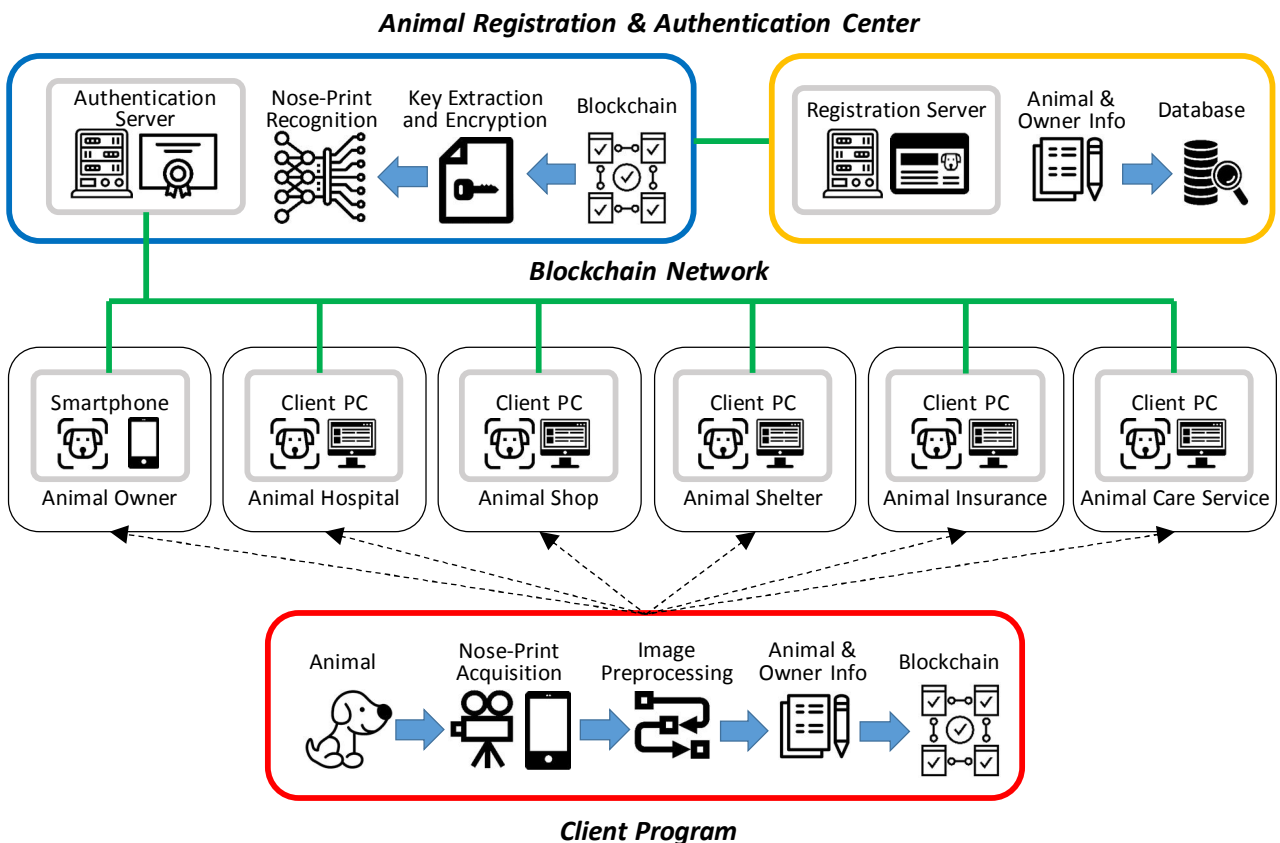 Animal Registration & Authentication Center
Authentication
Server
Nose-Print
Recognition
Key Extraction
and Encryption
Blockchain
Registration Server
Animal &
Owner Info
Database
Blockchain Network
Smartphone
Animal Owner
Client PC
Animal Hospital
Client PC
Animal Shop
Client PC
Animal Shelter
Client PC
Animal Insurance
Client PC
Animal Care Service
Animal
Nose-Print
Acquisition
Image
Preprocessing
Animal &
Owner Info
Blockchain
Client Program